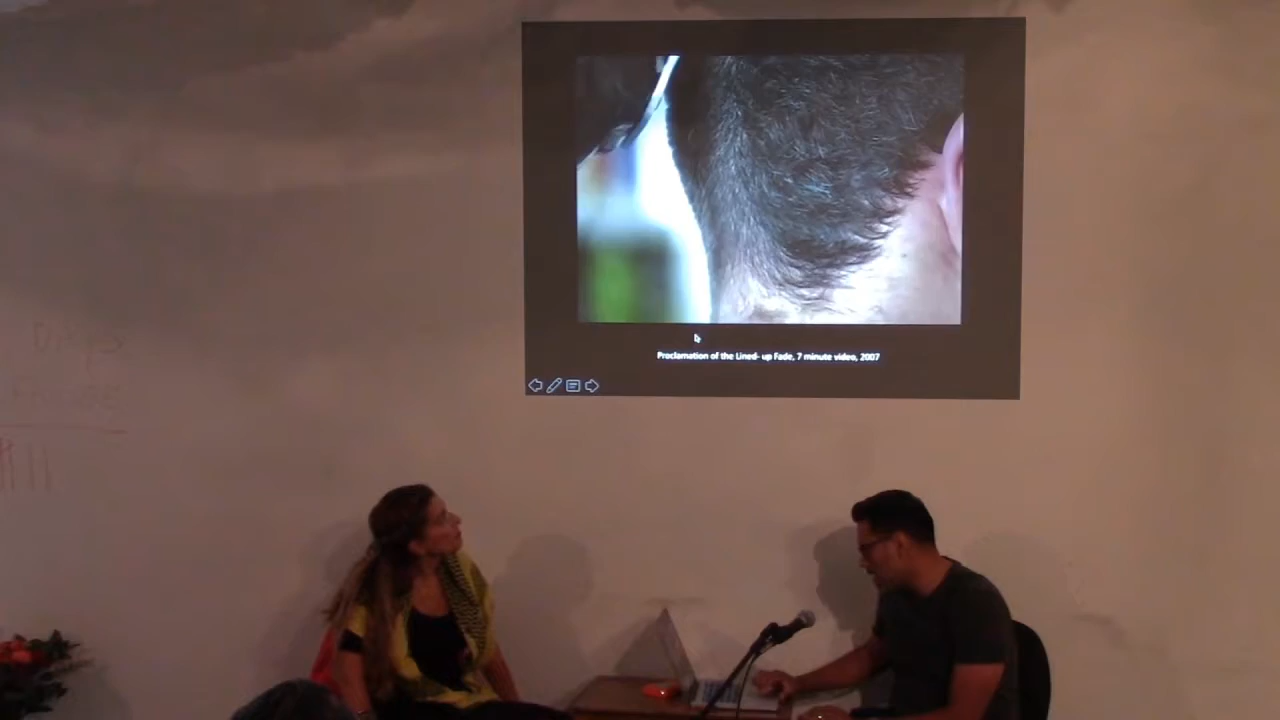 Proclamation of the Lined- up Fade, 7 minute video, 2007